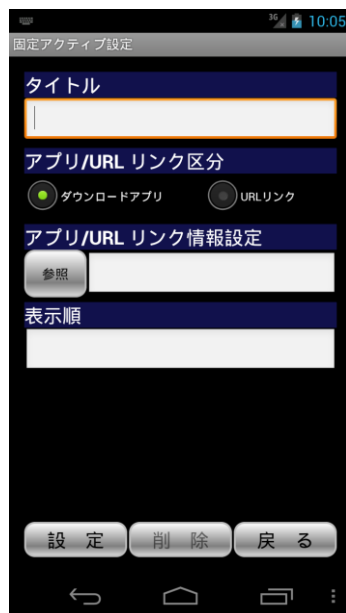 3G 10:05
固定アクティブ設定
タイトル
アプリ/URL リンク区分
ダウンロードアプリ URLリンク
アプリ/URL リンク情報設定
参照
表示順
設 定 削 除 戻 る